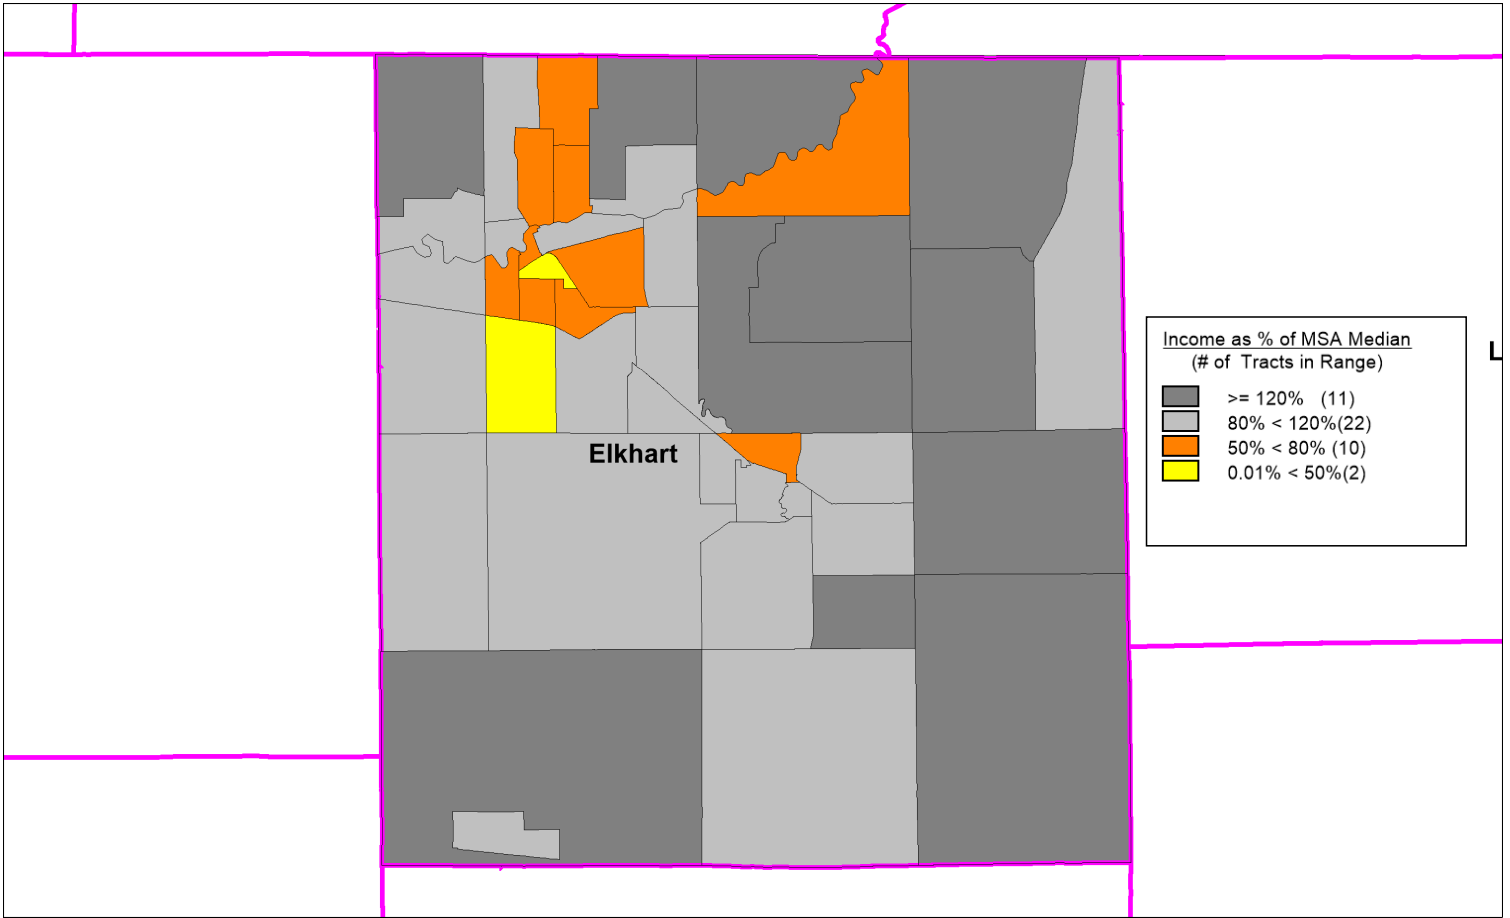 Income as % of MSA Median
(# of Tracts in Range)
L
>= 120% (11)
80% < 120%(22)
50% < 80% (10)
0.01% < 50%(2)
Elkhart